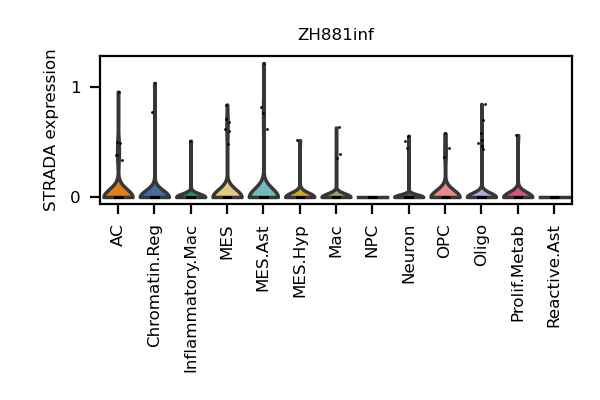 ZH881inf
STRADA expression
1
0
AC
Chromatin.Reg
Inflammatory.Mac
MES
MES.Ast
MES.Hyp
Mac
NPC
Neuron
OPC
Oligo
Prolif.Metab
Reactive.Ast